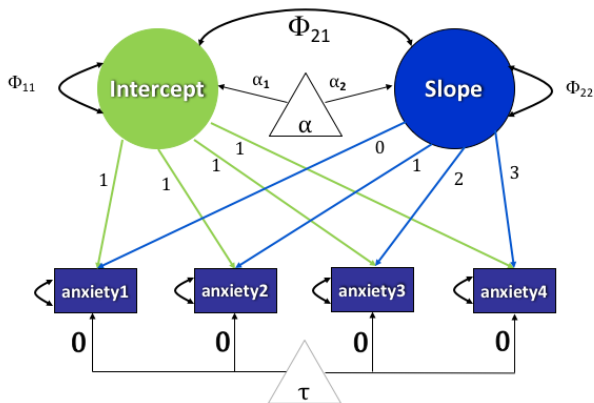 Φ21
Φ11
Intercept
α1
α2
Slope
Φ22
α
1
1
1
1
0
1
2
3
anxiety1
anxiety2
anxiety3
anxiety4
0
0
0
0
τ